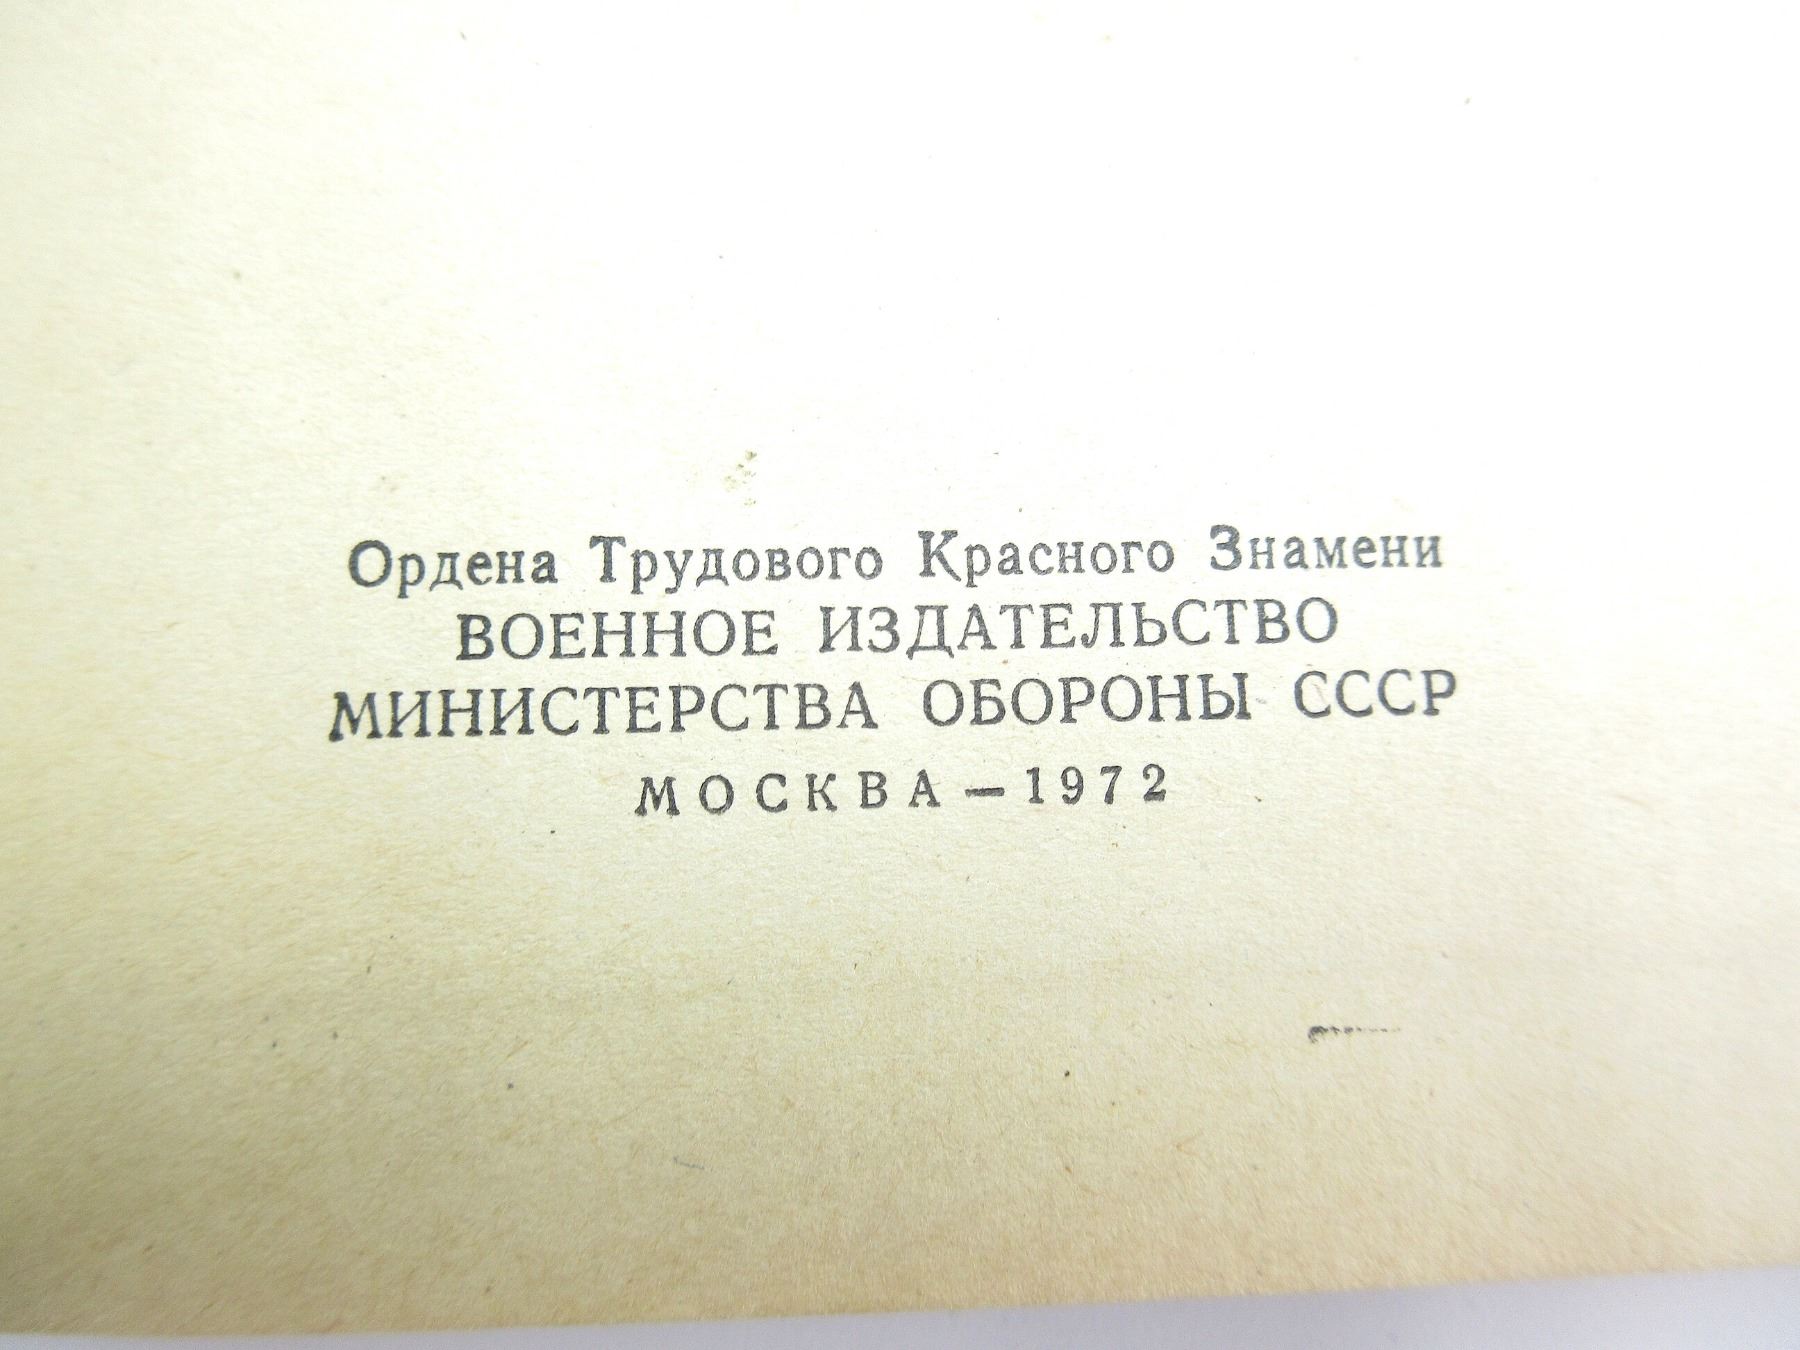 Ордена Трудового Красного Знамени
ВОЕННОЕ ИЗДАТЕЛЬСТВО
МИНИСТЕРСТВА ОБОРОНЫ СССР
МОСКВА — 1972